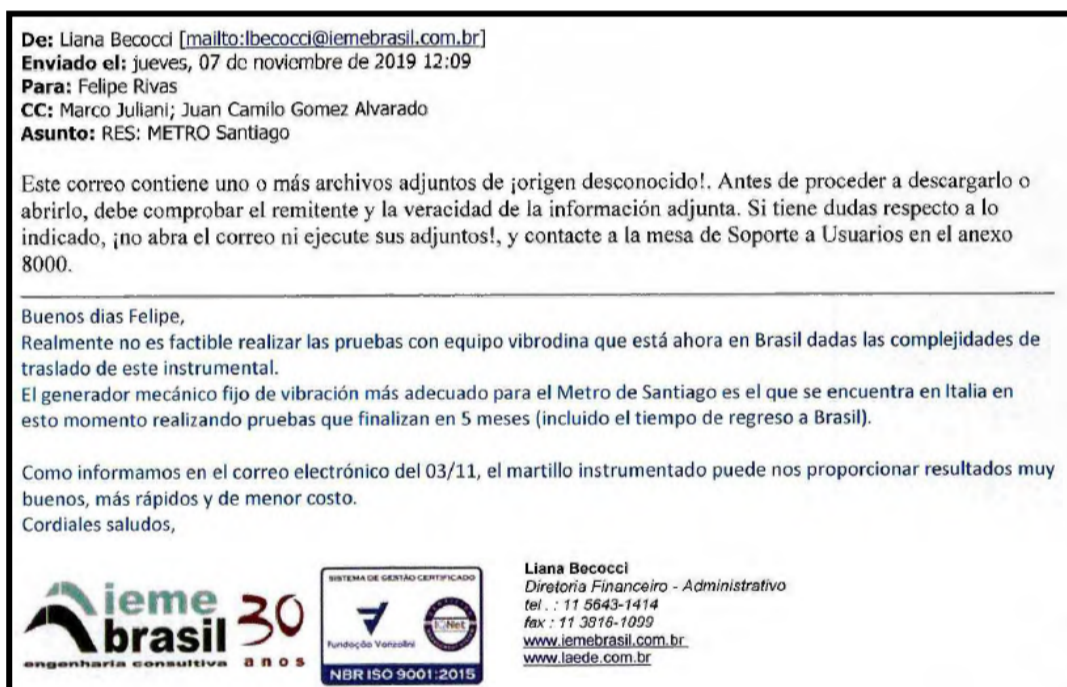 De: Liana Becocci [mailto:lbecocci@iemebrasil.com.br]
Enviado el: jueves, 07 de noviembre de 2019 12:09
Para: Felipe Rivas
CC: Marco Juliani; Juan Camilo Gomez Alvarado
Asunto: RES: METRO Santiago
Este correo contiene uno o más archivos adjuntos de ¡origen desconocido!. Antes de proceder a descargarlo o
abrirlo, debe comprobar el remitente y la veracidad de la información adjunta. Si tiene dudas respecto a lo
indicado, ¡no abra el correo ni ejecute sus adjuntos!, y contacte a la mesa de Soporte a Usuarios en el anexo
8000.
Buenos dias Felipe,
Realmente no es factible realizar las pruebas con equipo vibrodina que está ahora en Brasil dadas las complejidades de
traslado de este instrumental.
El generador mecánico fijo de vibración más adecuado para el Metro de Santiago es el que se encuentra en Italia en
esto momento realizando pruebas que finalizan en 5 meses (incluido el tiempo de regreso a Brasil).
Como informamos en el correo electrónico del 03/11, el martillo instrumentado puede nos proporcionar resultados muy
buenos, más rápidos y de menor costo.
Cordiales saludos,
ieme
brasil
engenharia consultiva
30
anos
SISTEMA DE GESTÃO CERTIFICADO
Fundação Vanzolini
IQNet
NBR ISO 9001:2015
Liana Becocci
Diretoria Financeiro - Administrativo
tel . : 11 5643-1414
fax : 11 3816-1099
www.iemebrasil.com.br
www.laede.com.br